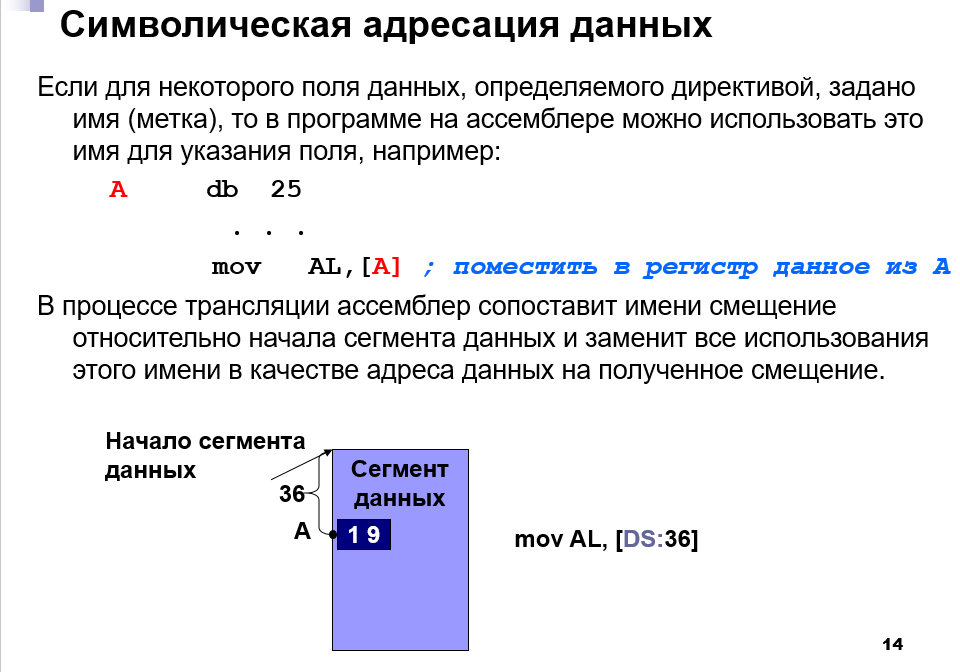 Символическая адресация данных
Если для некоторого поля данных, определяемого директивой, задано
имя (метка), то в программе на ассемблере можно использовать это
имя для указания поля, например:
A db 25
. . .
mov AL,[A] ; поместить в регистр данное из А
В процессе трансляции ассемблер сопоставит имени смещение
относительно начала сегмента данных и заменит все использования
этого имени в качестве адреса данных на полученное смещение.
Начало сегмента
данных
Сегмент
данных
36
A
1 9
mov AL, [DS:36]
14